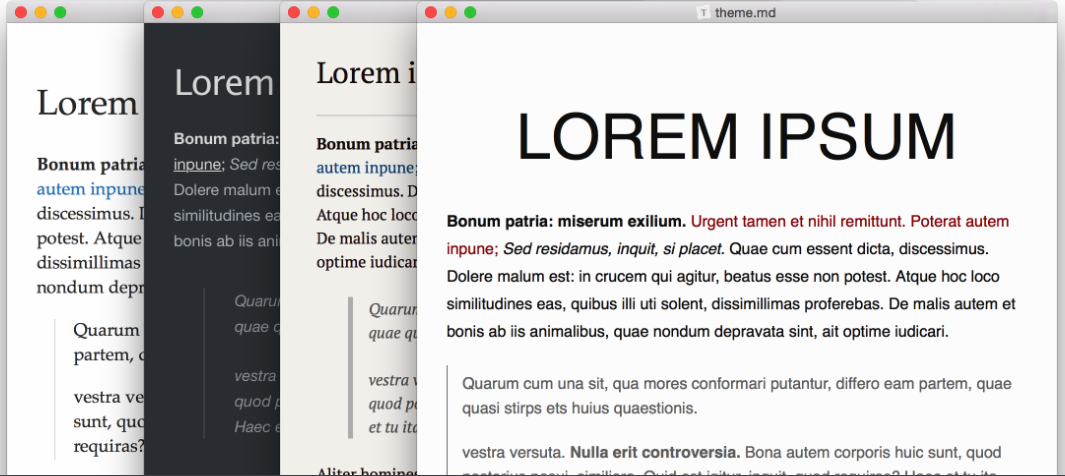 theme.md
Lorem
Bonum patria
autem inpune
discessimus.
potest. Atque
dissimillimas
nondum depr
Quarum
partem,
vestra ve
sunt, quo
requiras?
Lorem
Bonum patria:
inpune; Sed res
Dolere malum e
similitudines ea
bonis ab iis ani
Quarum
quae q
vestra
quod p
Haec e
Lorem i
Bonum patria
autem inpune;
discessimus. D
Atque hoc loco
De malis auter
optime iudicar
Quarum
quae qu
vestra v
quod pe
et tu ita
Aliter homines
LOREM IPSUM
Bonum patria: miserum exilium. Urgent tamen et nihil remittunt. Poterat autem
inpune; Sed residamus, inquit, si placet. Quae cum essent dicta, discessimus.
Dolere malum est: in crucem qui agitur, beatus esse non potest. Atque hoc loco
similitudines eas, quibus illi uti solent, dissimillimas proferebas. De malis autem et
bonis ab iis animalibus, quae nondum depravata sint, ait optime iudicari.
Quarum cum una sit, qua mores conformari putantur, differo eam partem, quae
quasi stirps ets huius quaestionis.
vestra versuta. Nulla erit controversia. Bona autem corporis huic sunt, quod